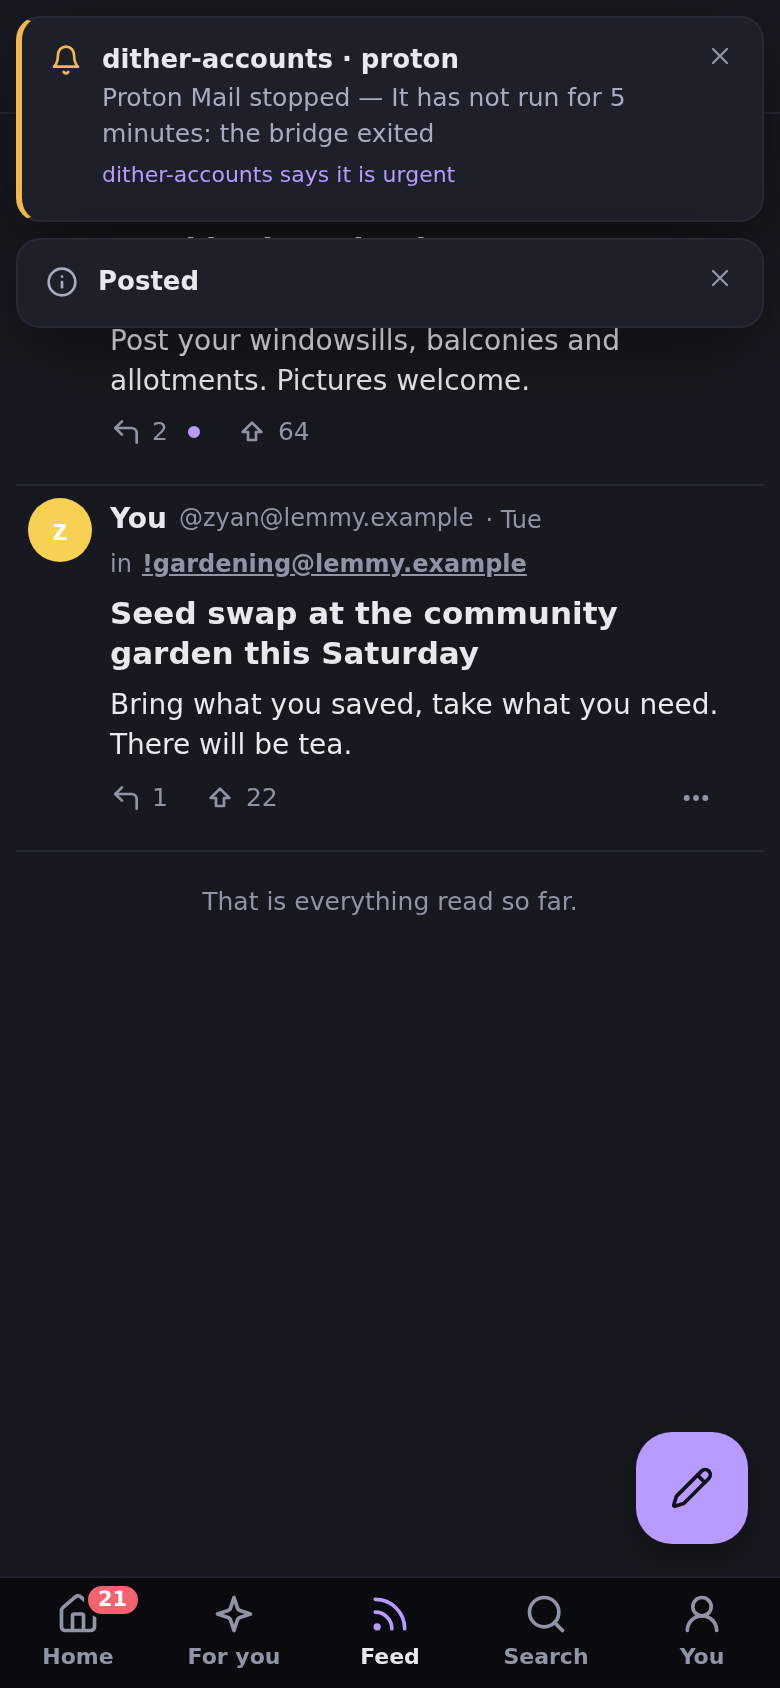 dither-accounts · proton
Proton Mail stopped — It has not run for 5
minutes: the bridge exited
dither-accounts says it is urgent
Posted
Post your windowsills, balconies and
allotments. Pictures welcome.
2 64
z
You @zyan@lemmy.example · Tue
in !gardening@lemmy.example
Seed swap at the community
garden this Saturday
Bring what you saved, take what you need.
There will be tea.
1 22
That is everything read so far.
21
Home For you Feed Search You